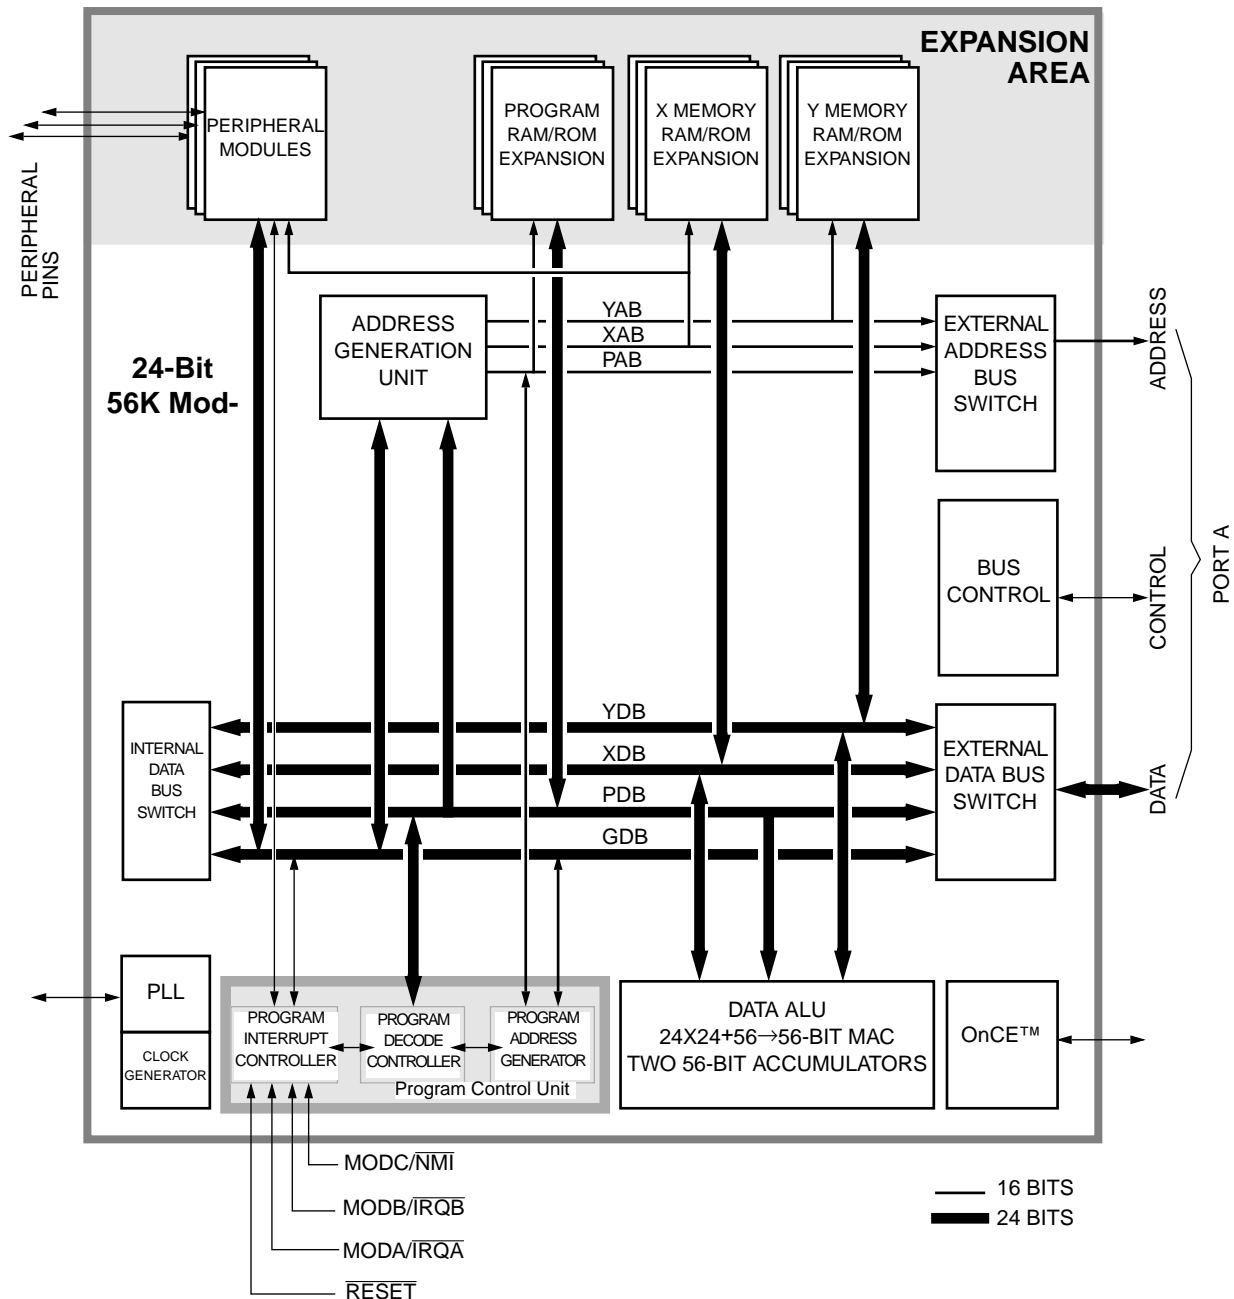 EXPANSION
AREA
PERIPHERAL
MODULES
PROGRAM
RAM/ROM
EXPANSION
X MEMORY
RAM/ROM
EXPANSION
Y MEMORY
RAM/ROM
EXPANSION
PERIPHERAL
PINS
ADDRESS
GENERATION
UNIT
YAB
XAB
PAB
EXTERNAL
ADDRESS
BUS
SWITCH
ADDRESS
24-Bit
56K Mod-
BUS
CONTROL
CONTROL
PORT A
INTERNAL
DATA
BUS
SWITCH
YDB
XDB
PDB
GDB
EXTERNAL
DATA BUS
SWITCH
DATA
PLL
CLOCK
GENERATOR
PROGRAM
INTERRUPT
CONTROLLER
PROGRAM
DECODE
CONTROLLER
PROGRAM
ADDRESS
GENERATOR
Program Control Unit
DATA ALU
24X24+56→56-BIT MAC
TWO 56-BIT ACCUMULATORS
OnCE™
MODC/N̅M̅I̅
MODB/I̅R̅Q̅B̅
MODA/I̅R̅Q̅A̅
R̅E̅S̅E̅T̅
16 BITS
24 BITS